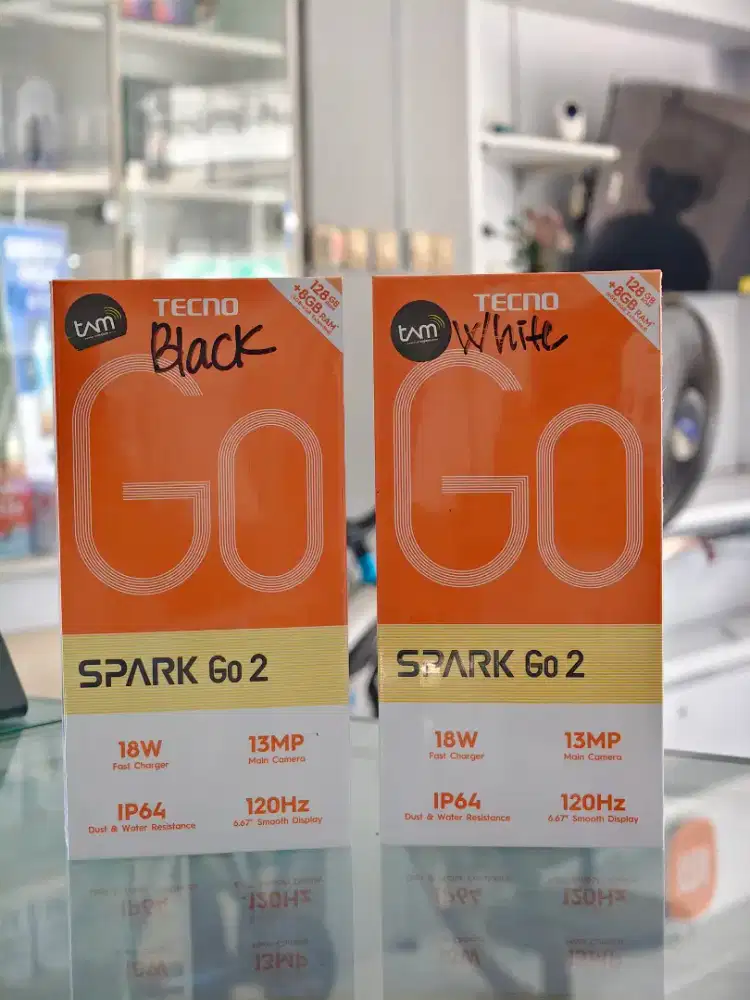 TECNO
tam
Black
128GB
+8GB RAM*
Go
SPARK Go 2
18W
Fast Charger
13MP
Main Camera
IP64
Dust & Water Resistance
120Hz
6.67" Smooth Display
TECNO
tam
White
128GB
+8GB RAM*
Go
SPARK Go 2
18W
Fast Charger
13MP
Main Camera
IP64
Dust & Water Resistance
120Hz
6.67" Smooth Display